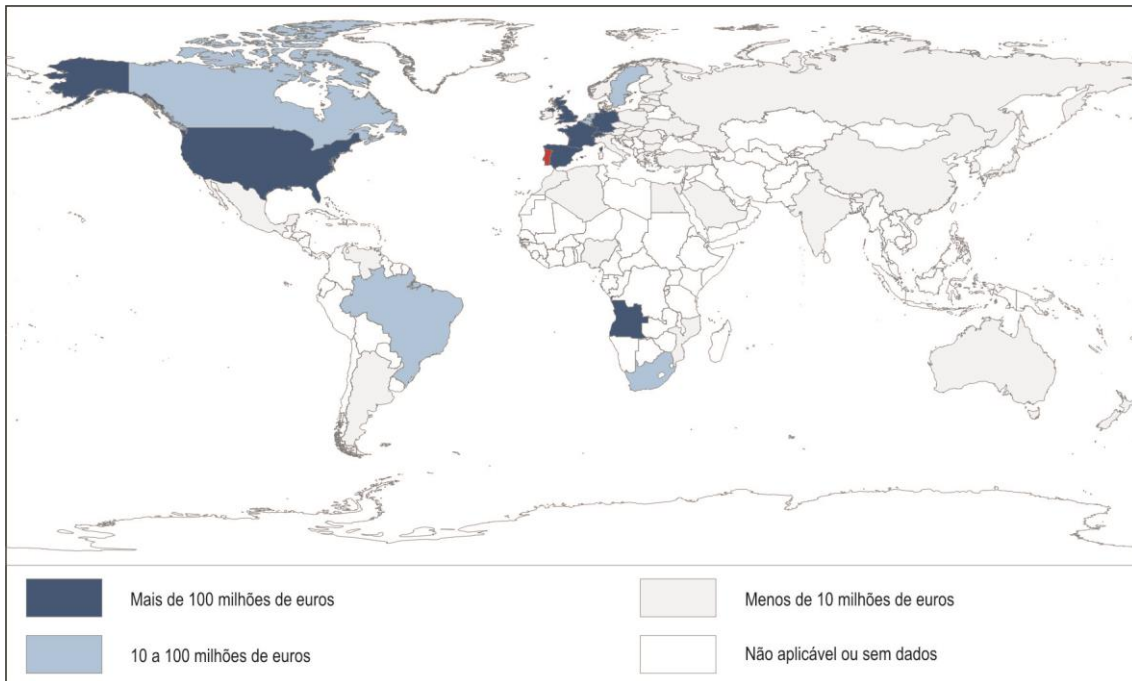 Mais de 100 milhões de euros
Menos de 10 milhões de euros
10 a 100 milhões de euros
Não aplicável ou sem dados